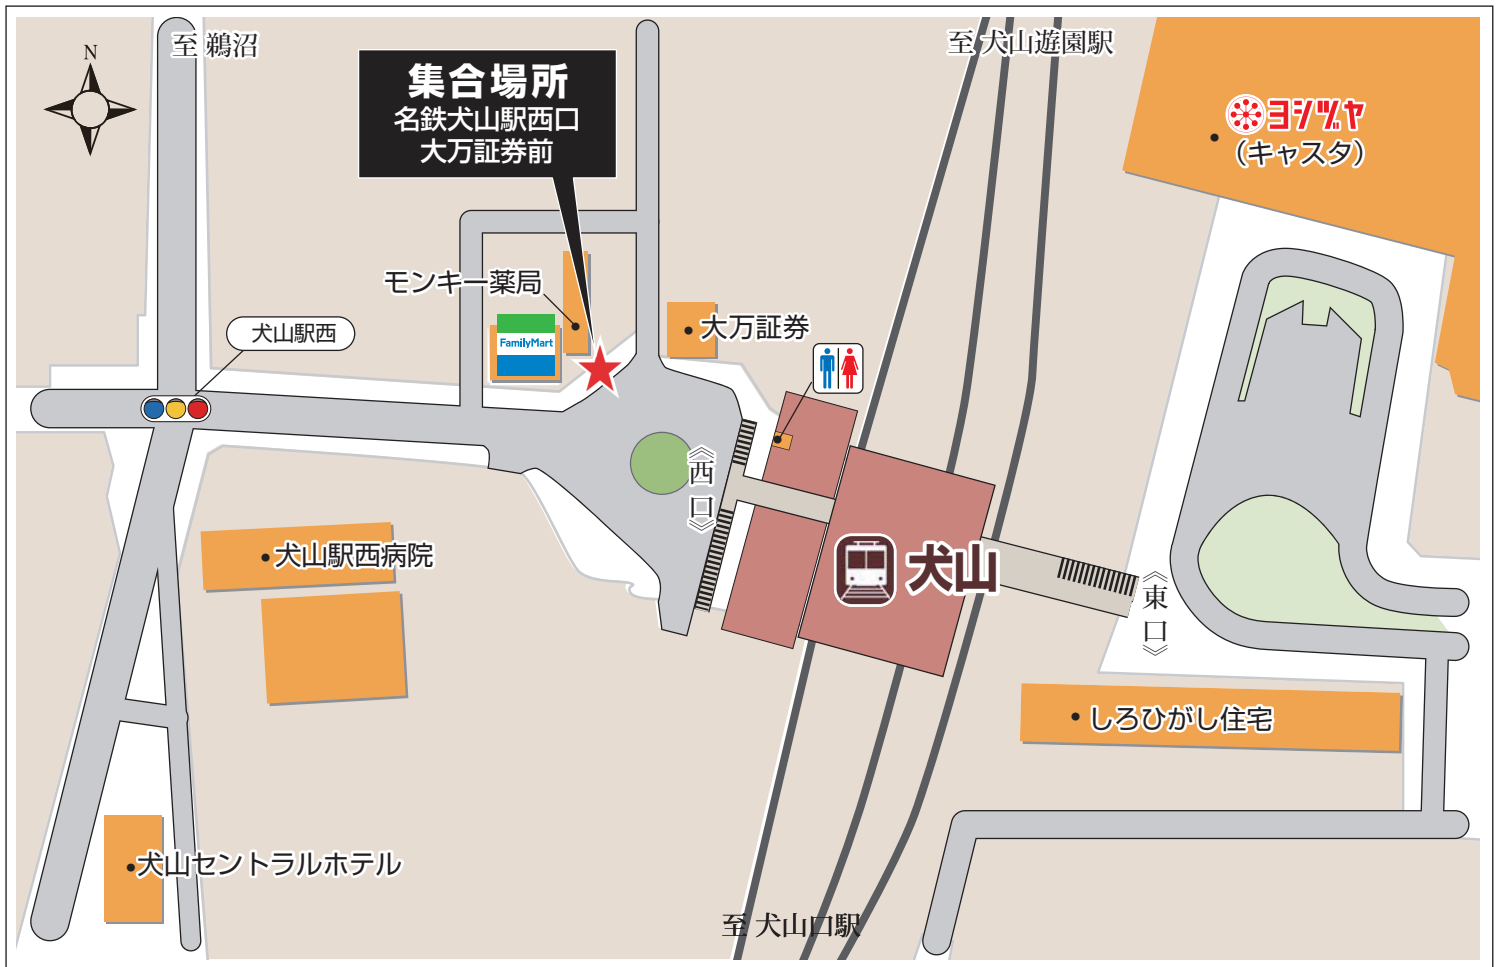 N
至 鵜沼
集合場所
名鉄犬山駅西口
大万証券前
至 犬山遊園駅
ヨシヅヤ
（キャスタ）
モンキー薬局
犬山駅西
FamilyMart
大万証券
《西口》
犬山
《東口》
犬山駅西病院
しろひがし住宅
犬山セントラルホテル
至 犬山口駅